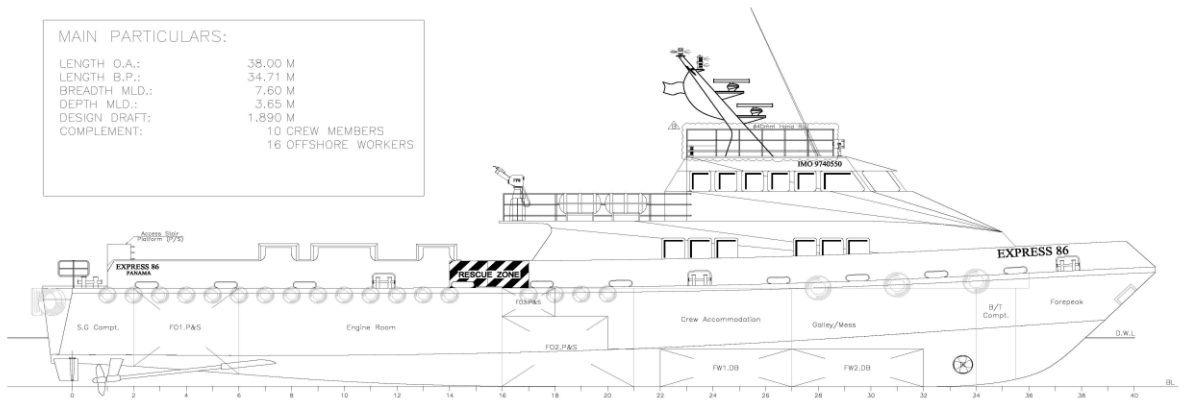 MAIN PARTICULARS:
LENGTH O.A.: 38.00 M
LENGTH B.P.: 34.71 M
BREADTH MLD.: 7.60 M
DEPTH MLD.: 3.65 M
DESIGN DRAFT: 1.890 M
COMPLEMENT: 10 CREW MEMBERS
16 OFFSHORE WORKERS
Hand Rail
IMO 9740550
Access Stair
Platform (P/S)
EXPRESS 86
PANAMA
RESCUE ZONE
EXPRESS 86
S.G Compt.
FO1.P&S
Engine Room
FO3.P&S
FO2.P&S
Crew Accommodation
Galley/Mess
B/T
Compt.
Forepeak
D.W.L
FW1.DB
FW2.DB
BL
0 2 4 6 8 10 12 14 16 18 20 22 24 26 28 30 32 34 36 38 40